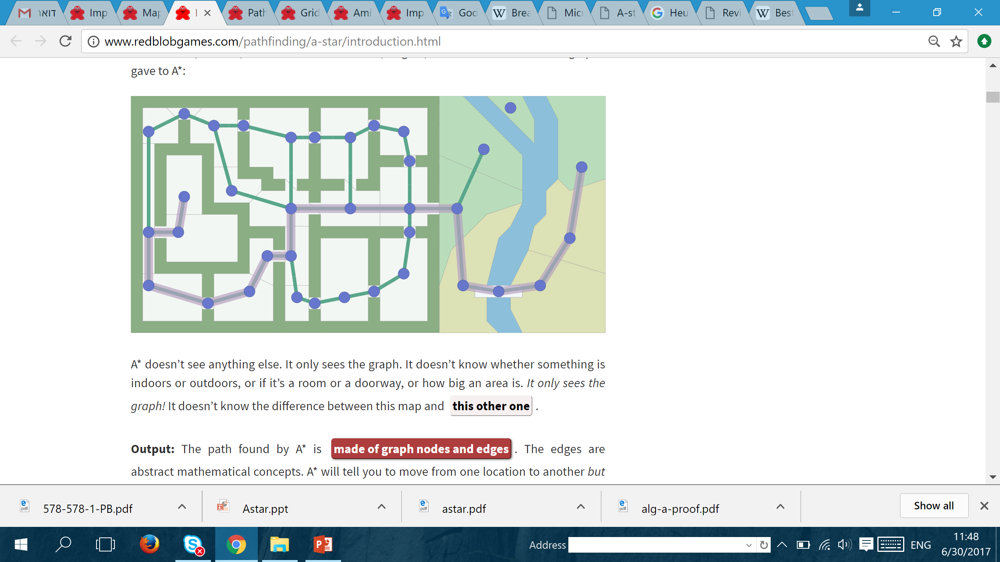 דואר Imp Map I Path Grid Ami Imp Goo Brea Micr A-st Heu Revi Best
www.redblobgames.com/pathfinding/a-star/introduction.html
gave to A*:
A* doesn’t see anything else. It only sees the graph. It doesn’t know whether something is
indoors or outdoors, or if it’s a room or a doorway, or how big an area is. It only sees the
graph! It doesn’t know the difference between this map and this other one .
Output: The path found by A* is made of graph nodes and edges . The edges are
abstract mathematical concepts. A* will tell you to move from one location to another but
578-578-1-PB.pdf Astar.ppt astar.pdf alg-a-proof.pdf Show all
Address ENG 11:48
6/30/2017